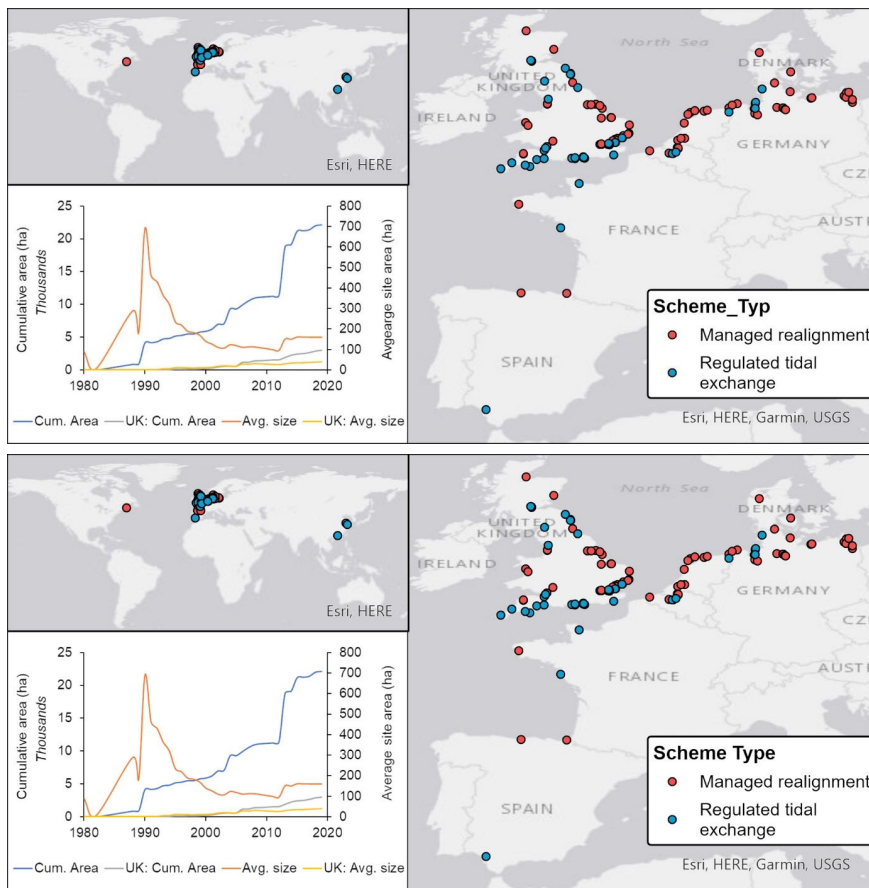 Esri, HERE
North Sea
DENMARK
UNITED
KINGDOM
IRELAND
GERMANY
CZ
FRANCE
AUST
SPAIN
Scheme_Typ
Managed realignment
Regulated tidal
exchange
Esri, HERE, Garmin, USGS
Cumulative area (ha)
Thousands
25
20
15
10
5
0
800
700
600
500
400
300
200
100
0
Avgearge site area (ha)
1980
1990
2000
2010
2020
Cum. Area
UK: Cum. Area
Avg. size
UK: Avg. size
Esri, HERE
North Sea
DENMARK
UNITED
KINGDOM
IRELAND
GERMANY
CZ
FRANCE
AUST
SPAIN
Scheme Type
Managed realignment
Regulated tidal
exchange
Esri, HERE, Garmin, USGS
Cumulative area (ha)
Thousands
25
20
15
10
5
0
800
700
600
500
400
300
200
100
0
Average site area (ha)
1980
1990
2000
2010
2020
Cum. Area
UK: Cum. Area
Avg. size
UK: Avg. size